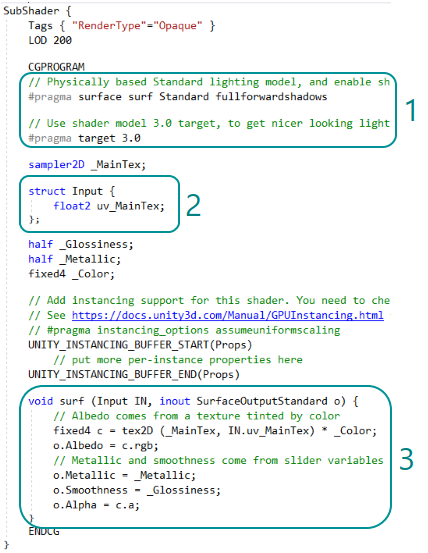 SubShader {
Tags { "RenderType"="Opaque" }
LOD 200
CGPROGRAM
// Physically based Standard lighting model, and enable sh
#pragma surface surf Standard fullforwardshadows
1
// Use shader model 3.0 target, to get nicer looking light
#pragma target 3.0
sampler2D _MainTex;
struct Input {
float2 uv_MainTex;
};
2
half _Glossiness;
half _Metallic;
fixed4 _Color;
// Add instancing support for this shader. You need to che
// See https://docs.unity3d.com/Manual/GPUInstancing.html
// #pragma instancing_options assumeuniformscaling
UNITY_INSTANCING_BUFFER_START(Props)
// put more per-instance properties here
UNITY_INSTANCING_BUFFER_END(Props)
void surf (Input IN, inout SurfaceOutputStandard o) {
// Albedo comes from a texture tinted by color
fixed4 c = tex2D (_MainTex, IN.uv_MainTex) * _Color;
o.Albedo = c.rgb;
// Metallic and smoothness come from slider variables
o.Metallic = _Metallic;
3
o.Smoothness = _Glossiness;
o.Alpha = c.a;
}
ENDCG
}